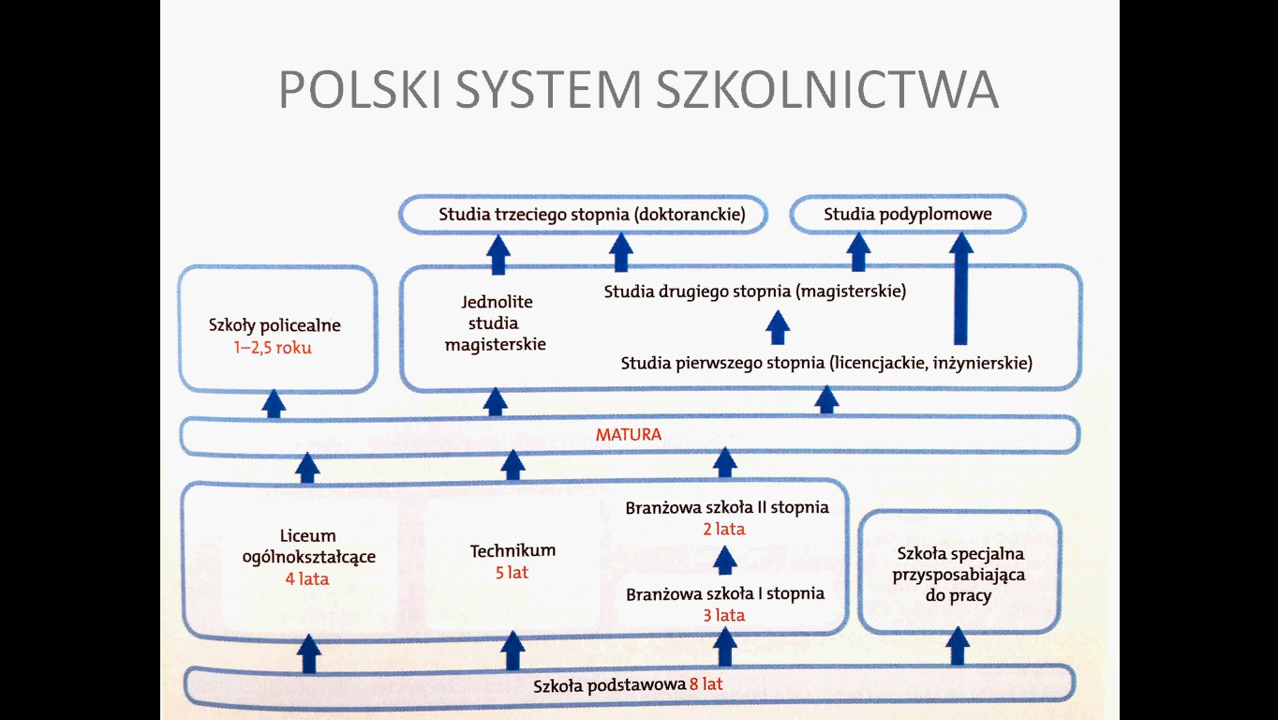 POLSKI SYSTEM SZKOLNICTWA
Studia trzeciego stopnia (doktoranckie)
Studia podyplomowe
Szkoły policealne
1–2,5 roku
Jednolite
studia
magisterskie
Studia drugiego stopnia (magisterskie)
Studia pierwszego stopnia (licencjackie, inżynierskie)
MATURA
Liceum
ogólnokształcące
4 lata
Technikum
5 lat
Branżowa szkoła II stopnia
2 lata
Branżowa szkoła I stopnia
3 lata
Szkoła specjalna
przysposabiająca
do pracy
Szkoła podstawowa 8 lat